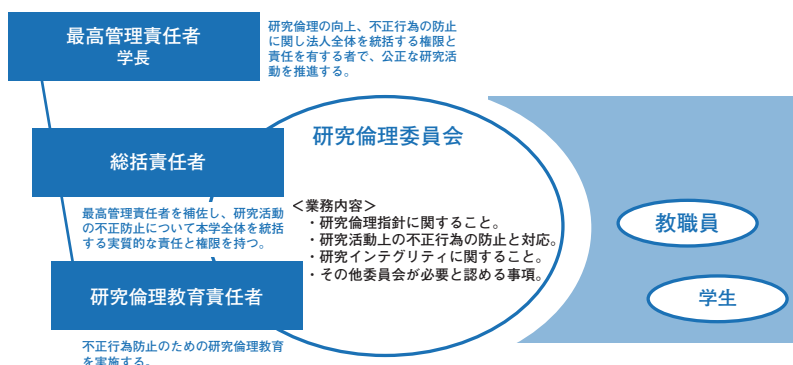 最高管理責任者
学長
研究倫理の向上、不正行為の防止
に関し法人全体を統括する権限と
責任を有する者で、公正な研究活
動を推進する。
総括責任者
最高管理責任者を補佐し、研究活動
の不正防止について本学全体を統括
する実質的な責任と権限を持つ。
研究倫理教育責任者
不正行為防止のための研究倫理教育
を実施する。
研究倫理委員会
＜業務内容＞
・研究倫理指針に関すること。
・研究活動上の不正行為の防止と対応。
・研究インテグリティに関すること。
・その他委員会が必要と認める事項。
教職員
学生